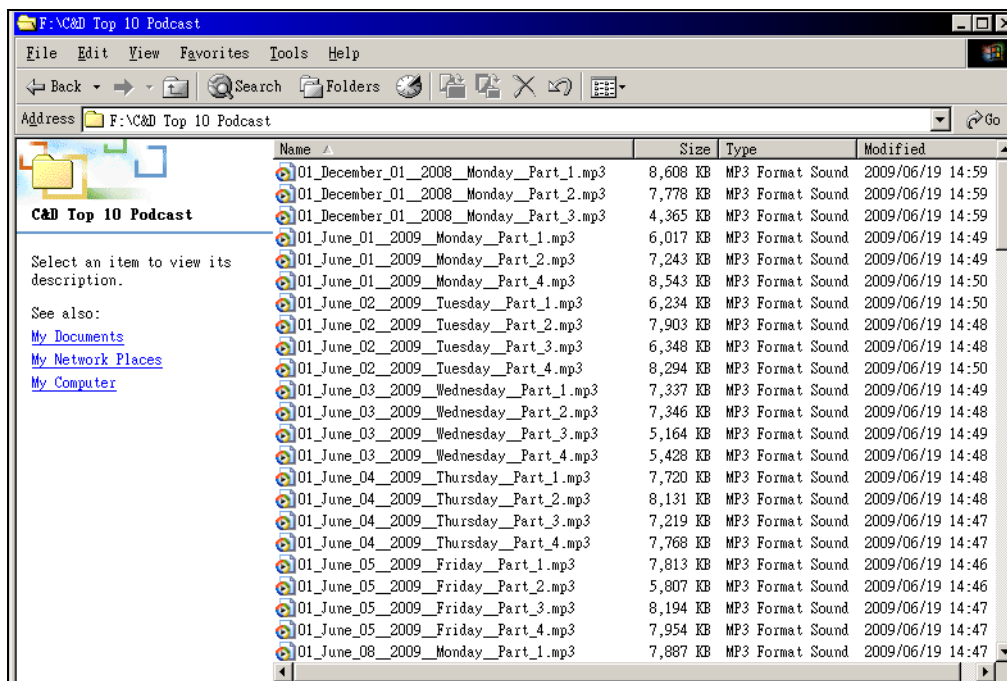 F:\C&D Top 10 Podcast
File Edit View Favorites Tools Help
Back Search Folders
Address F:\C&D Top 10 Podcast Go
C&D Top 10 Podcast
Select an item to view its
description.
See also:
My Documents
My Network Places
My Computer
Name Size Type Modified
01_December_01__2008__Monday__Part_1.mp3 8,608 KB MP3 Format Sound 2009/06/19 14:59
01_December_01__2008__Monday__Part_2.mp3 7,778 KB MP3 Format Sound 2009/06/19 14:59
01_December_01__2008__Monday__Part_3.mp3 4,365 KB MP3 Format Sound 2009/06/19 14:59
01_June_01__2009__Monday__Part_1.mp3 6,017 KB MP3 Format Sound 2009/06/19 14:49
01_June_01__2009__Monday__Part_2.mp3 7,243 KB MP3 Format Sound 2009/06/19 14:49
01_June_01__2009__Monday__Part_4.mp3 8,543 KB MP3 Format Sound 2009/06/19 14:50
01_June_02__2009__Tuesday__Part_1.mp3 6,234 KB MP3 Format Sound 2009/06/19 14:50
01_June_02__2009__Tuesday__Part_2.mp3 7,903 KB MP3 Format Sound 2009/06/19 14:48
01_June_02__2009__Tuesday__Part_3.mp3 6,348 KB MP3 Format Sound 2009/06/19 14:48
01_June_02__2009__Tuesday__Part_4.mp3 8,294 KB MP3 Format Sound 2009/06/19 14:50
01_June_03__2009__Wednesday__Part_1.mp3 7,337 KB MP3 Format Sound 2009/06/19 14:49
01_June_03__2009__Wednesday__Part_2.mp3 7,346 KB MP3 Format Sound 2009/06/19 14:48
01_June_03__2009__Wednesday__Part_3.mp3 5,164 KB MP3 Format Sound 2009/06/19 14:49
01_June_03__2009__Wednesday__Part_4.mp3 5,428 KB MP3 Format Sound 2009/06/19 14:48
01_June_04__2009__Thursday__Part_1.mp3 7,720 KB MP3 Format Sound 2009/06/19 14:48
01_June_04__2009__Thursday__Part_2.mp3 8,131 KB MP3 Format Sound 2009/06/19 14:48
01_June_04__2009__Thursday__Part_3.mp3 7,219 KB MP3 Format Sound 2009/06/19 14:47
01_June_04__2009__Thursday__Part_4.mp3 7,768 KB MP3 Format Sound 2009/06/19 14:47
01_June_05__2009__Friday__Part_1.mp3 7,813 KB MP3 Format Sound 2009/06/19 14:46
01_June_05__2009__Friday__Part_2.mp3 5,807 KB MP3 Format Sound 2009/06/19 14:46
01_June_05__2009__Friday__Part_3.mp3 8,194 KB MP3 Format Sound 2009/06/19 14:47
01_June_05__2009__Friday__Part_4.mp3 7,954 KB MP3 Format Sound 2009/06/19 14:47
01_June_08__2009__Monday__Part_1.mp3 7,887 KB MP3 Format Sound 2009/06/19 14:47